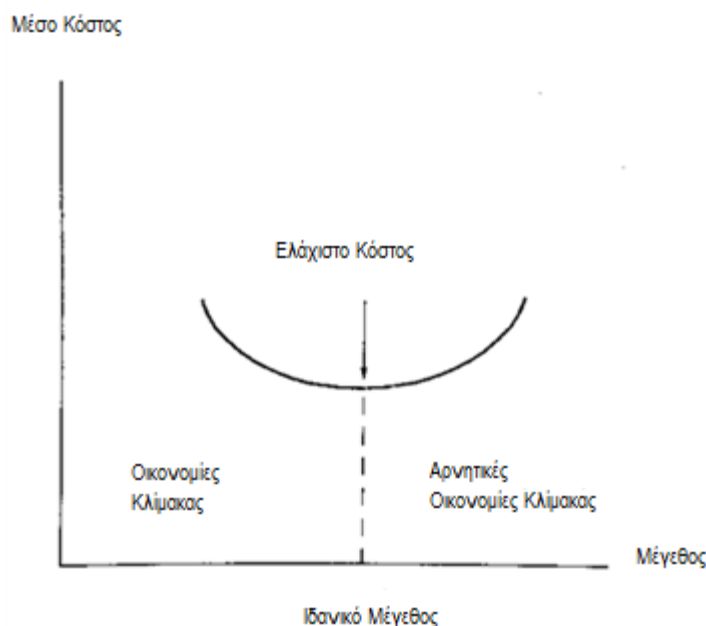 Μέσο Κόστος
Ελάχιστο Κόστος
Οικονομίες
Κλίμακας
Αρνητικές
Οικονομίες Κλίμακας
Μέγεθος
Ιδανικό Μέγεθος